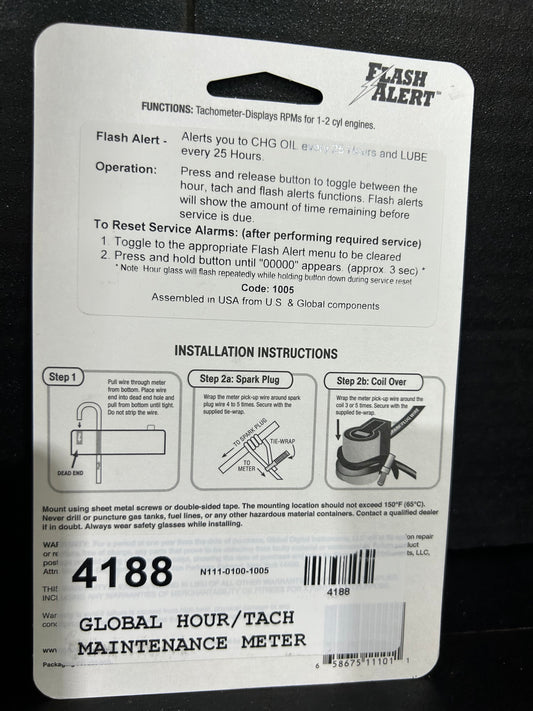 FLASH
ALERT™
FUNCTIONS: Tachometer-Displays RPMs for 1-2 cyl engines.
Flash Alert - Alerts you to CHG OIL and LUBE
every 25 Hours.
Operation: Press and release button to toggle between the
hour, tach and flash alerts functions. Flash alerts
will show the amount of time remaining before
service is due.
To Reset Service Alarms: (after performing required service)
1. Toggle to the appropriate Flash Alert menu to be cleared
2. Press and hold button until "00000" appears. (approx. 3 sec) *
* Note: Hour glass will flash repeatedly while holding button down during service reset
Code: 1005
Assembled in USA from U.S. & Global components
INSTALLATION INSTRUCTIONS
Step 1
Pull wire through meter
from bottom. Place wire
end into dead end hole and
pull from bottom until tight.
Do not strip the wire.
DEAD END
Step 2a: Spark Plug
Wrap the meter pick-up wire around spark
plug wire 4 to 5 times. Secure with the
supplied tie-wrap.
TO SPARK PLUG
TIE-WRAP
TO
METER
Step 2b: Coil Over
Wrap the meter pick-up wire around the
coil 3 or 5 times. Secure with the
supplied tie-wrap.
SPARK PLUG WIRE
Mount using sheet metal screws or double-sided tape. The mounting location should not exceed 150°F (65°C).
Never drill or puncture gas tanks, fuel lines, or any other hazardous material containers. Contact a qualified dealer
if in doubt. Always wear safety glasses while installing.
4188
N111-0100-1005
4188
GLOBAL HOUR/TACH
MAINTENANCE METER
6 58675 11101 1